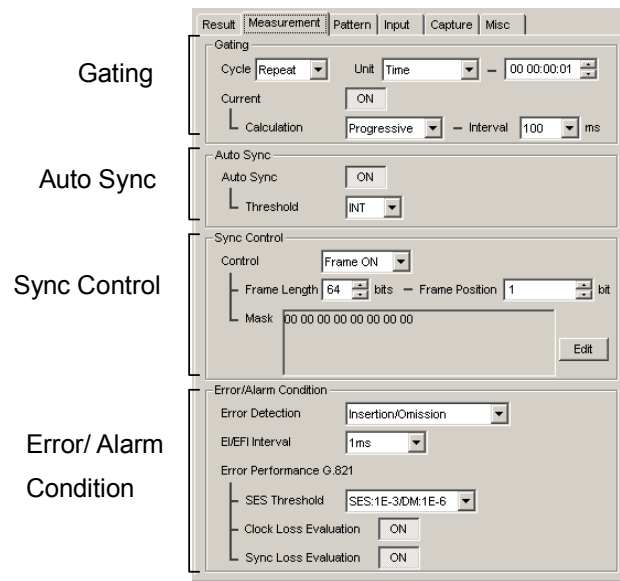 Result Measurement Pattern Input Capture Misc
Gating
Gating
Cycle Repeat Unit Time – 00 00:00:01
Current ON
Calculation Progressive – Interval 100 ms
Auto Sync
Auto Sync
Auto Sync ON
Threshold INT
Sync Control
Sync Control
Control Frame ON
Frame Length 64 bits – Frame Position 1 bit
Mask 00 00 00 00 00 00 00 00
Edit
Error/ Alarm
Condition
Error/Alarm Condition
Error Detection Insertion/Omission
EI/EFI Interval 1ms
Error Performance G.821
SES Threshold SES:1E-3/DM:1E-6
Clock Loss Evaluation ON
Sync Loss Evaluation ON